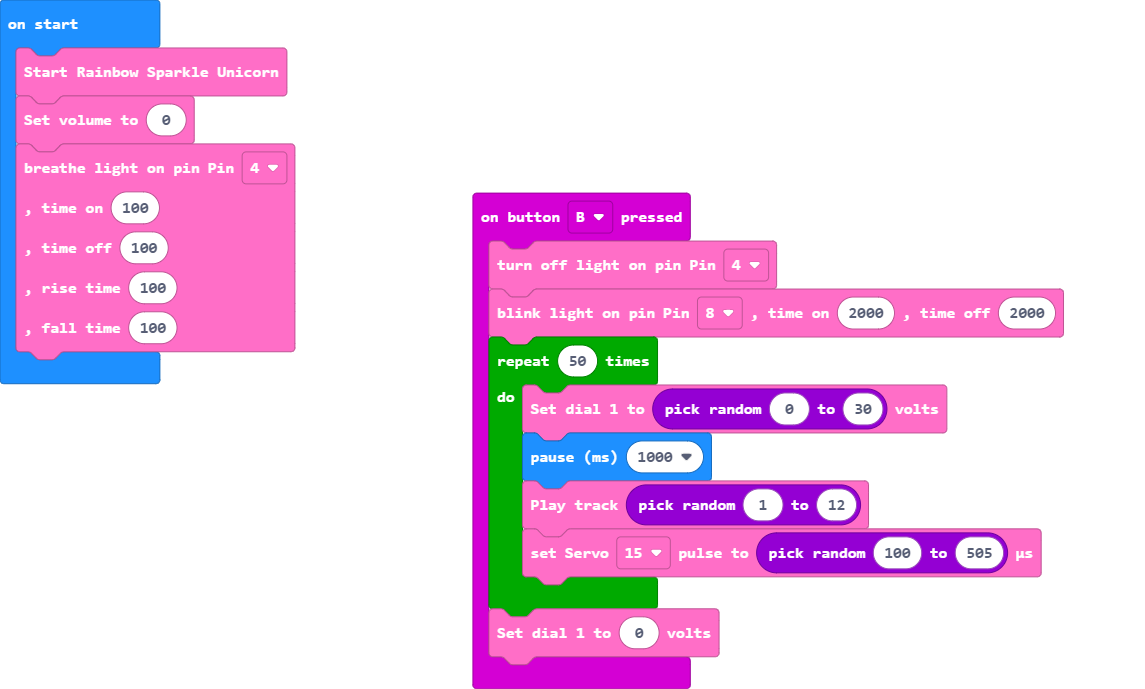 on start
Start Rainbow Sparkle Unicorn
Set volume to 0
breathe light on pin Pin 4
, time on 100
, time off 100
, rise time 100
, fall time 100
on button B pressed
turn off light on pin Pin 4
blink light on pin Pin 8 , time on 2000 , time off 2000
repeat 50 times
do
Set dial 1 to pick random 0 to 30 volts
pause (ms) 1000
Play track pick random 1 to 12
set Servo 15 pulse to pick random 100 to 505 μs
Set dial 1 to 0 volts